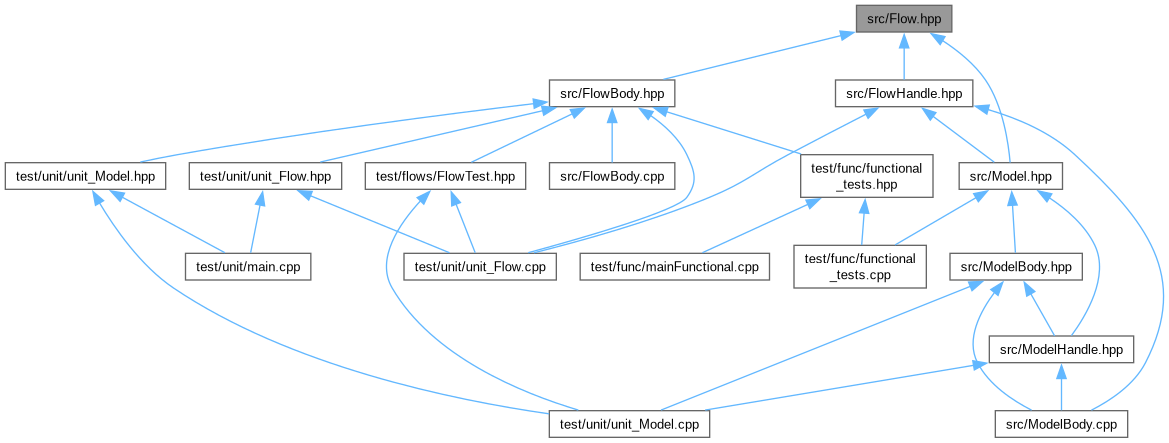 src/Flow.hpp
src/FlowBody.hpp
src/FlowHandle.hpp
test/unit/unit_Model.hpp
test/unit/unit_Flow.hpp
test/flows/FlowTest.hpp
src/FlowBody.cpp
test/func/functional
_tests.hpp
src/Model.hpp
test/unit/main.cpp
test/unit/unit_Flow.cpp
test/func/mainFunctional.cpp
test/func/functional
_tests.cpp
src/ModelBody.hpp
src/ModelHandle.hpp
test/unit/unit_Model.cpp
src/ModelBody.cpp